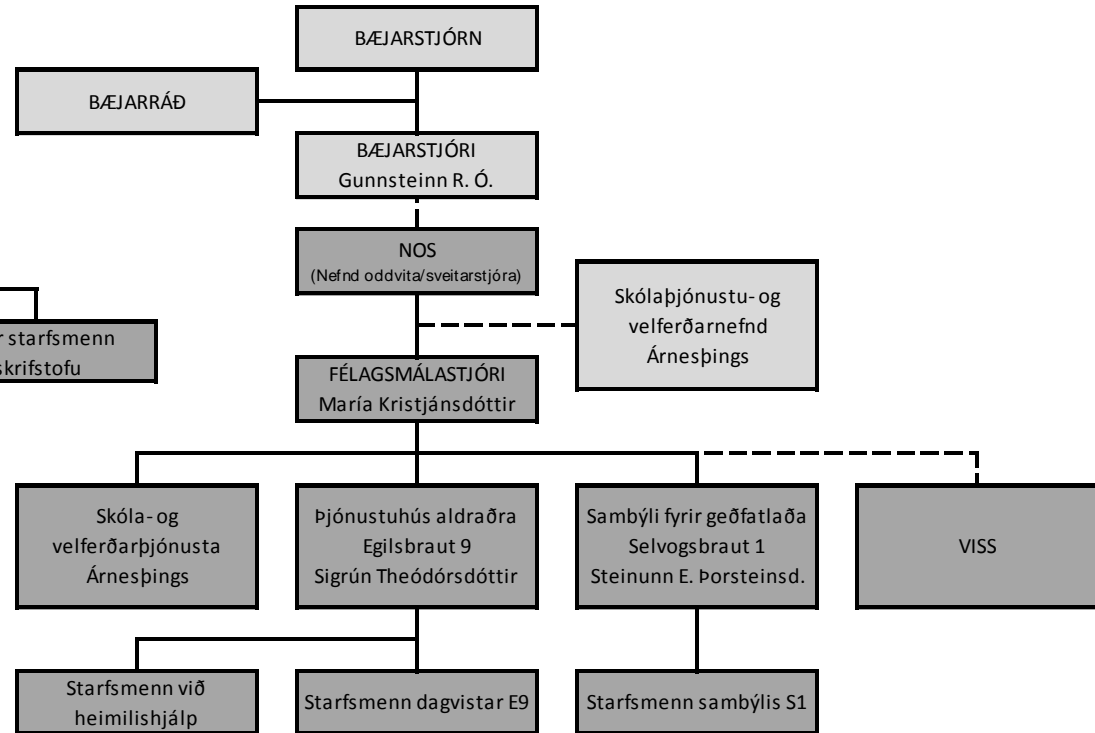 BÆJARSTJÓRN
BÆJARRÁÐ
BÆJARSTJÓRI
Gunnsteinn R. Ó.
NOS
(Nefnd oddvita/sveitarstjóra)
Skólaþjónustu- og
velferðarnefnd
Árnesþings
starfsmenn
skrifstofu
FÉLAGSMÁLASTJÓRI
María Kristjánsdóttir
Skóla- og
velferðarþjónusta
Árnesþings
Þjónustuhús aldraðra
Egilsbraut 9
Sigrún Theódórsdóttir
Sambýli fyrir geðfatlaða
Selvogsbraut 1
Steinunn E. Þorsteinsd.
VISS
Starfsmenn við
heimilishjálp
Starfsmenn dagvistar E9
Starfsmenn sambýlis S1